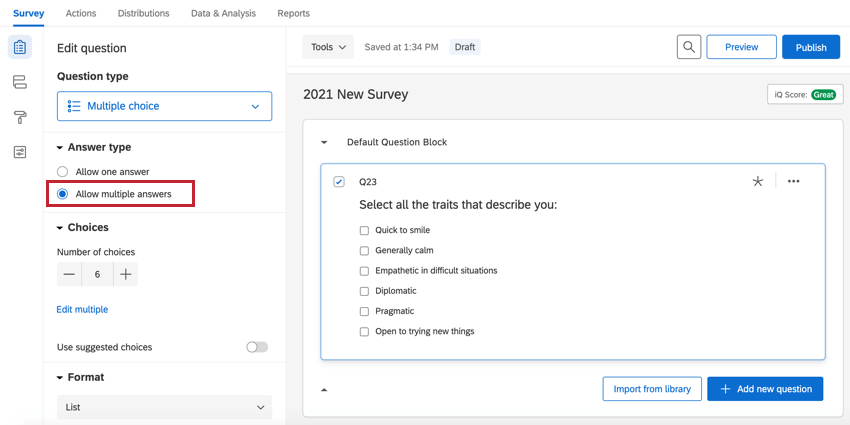 Survey Actions Distributions Data & Analysis Reports
Edit question
Question type
Multiple choice
Answer type
Allow one answer
Allow multiple answers
Choices
Number of choices
6
Edit multiple
Use suggested choices
Format
List
Tools Saved at 1:34 PM Draft Preview Publish
2021 New Survey iQ Score: Great
Default Question Block
Q23
Select all the traits that describe you:
Quick to smile
Generally calm
Empathetic in difficult situations
Diplomatic
Pragmatic
Open to trying new things
Import from library Add new question